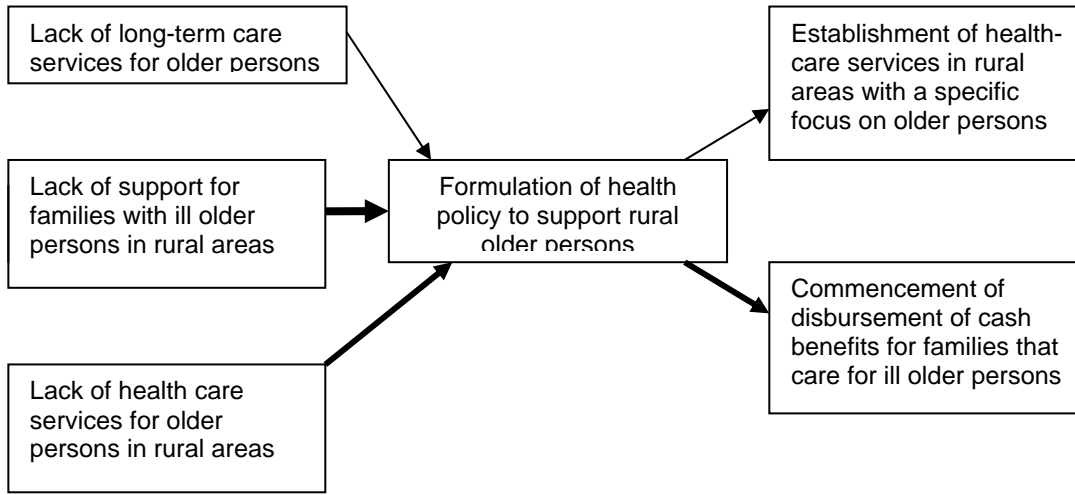 Lack of long-term care
services for older persons
Lack of support for
families with ill older
persons in rural areas
Lack of health care
services for older
persons in rural areas
Formulation of health
policy to support rural
older persons
Establishment of health-
care services in rural
areas with a specific
focus on older persons
Commencement of
disbursement of cash
benefits for families that
care for ill older persons